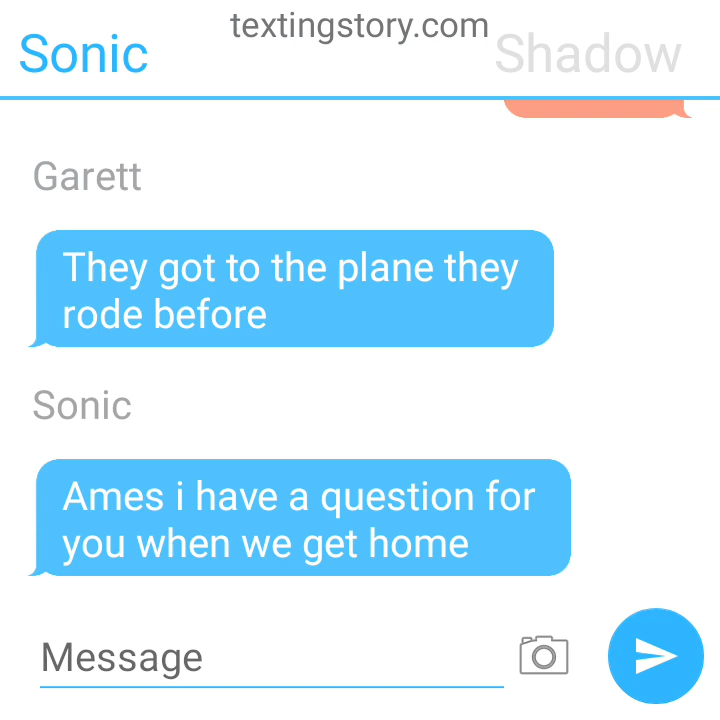 textingstory.com
Sonic
Shadow
Garett
They got to the plane they
rode before
Sonic
Ames i have a question for
you when we get home
Message